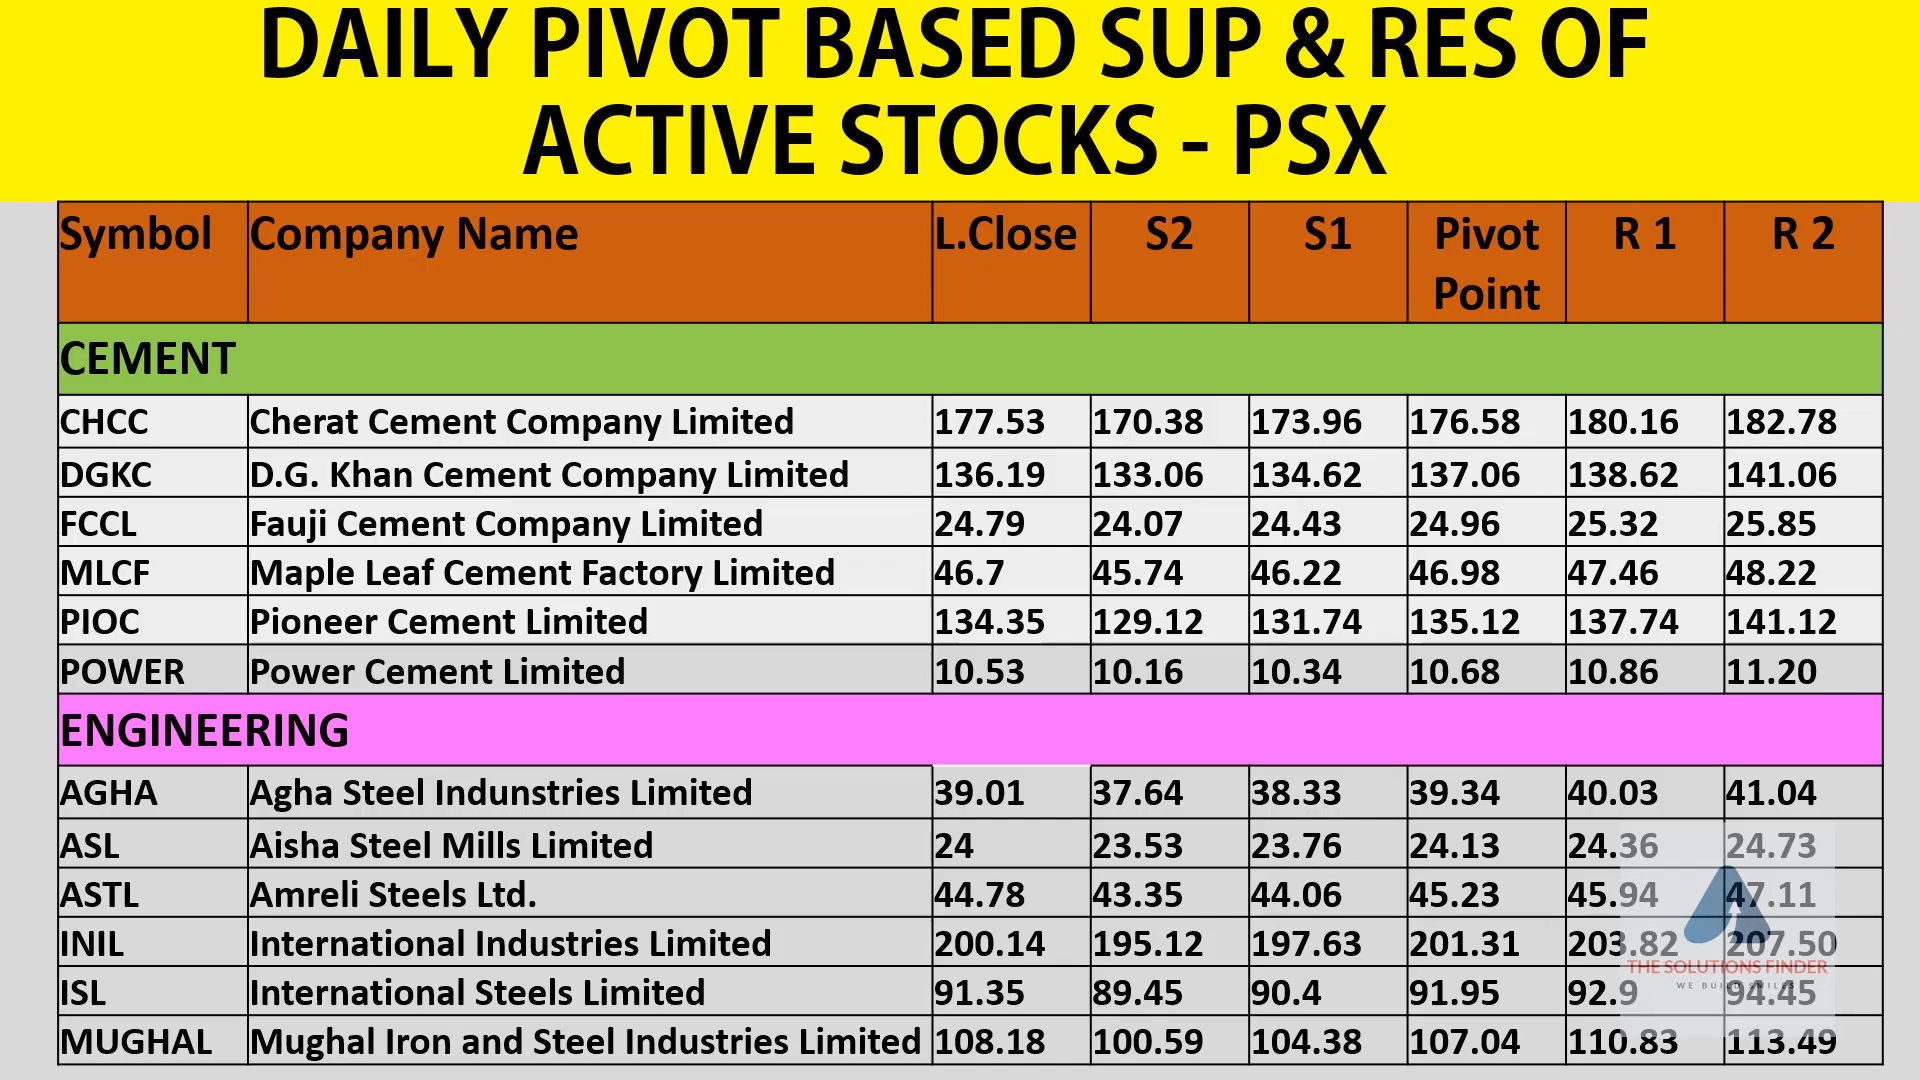 DAILY PIVOT BASED SUP & RES OF
ACTIVE STOCKS - PSX
Symbol Company Name L.Close S2 S1 Pivot Point R 1 R 2
CEMENT
CHCC Cherat Cement Company Limited 177.53 170.38 173.96 176.58 180.16 182.78
DGKC D.G. Khan Cement Company Limited 136.19 133.06 134.62 137.06 138.62 141.06
FCCL Fauji Cement Company Limited 24.79 24.07 24.43 24.96 25.32 25.85
MLCF Maple Leaf Cement Factory Limited 46.7 45.74 46.22 46.98 47.46 48.22
PIOC Pioneer Cement Limited 134.35 129.12 131.74 135.12 137.74 141.12
POWER Power Cement Limited 10.53 10.16 10.34 10.68 10.86 11.20
ENGINEERING
AGHA Agha Steel Indunstries Limited 39.01 37.64 38.33 39.34 40.03 41.04
ASL Aisha Steel Mills Limited 24 23.53 23.76 24.13 24.36 24.73
ASTL Amreli Steels Ltd. 44.78 43.35 44.06 45.23 45.94 47.11
INIL International Industries Limited 200.14 195.12 197.63 201.31 203.82 207.50
THE SOLUTIONS FINDER
WE BUILD SMILES
ISL International Steels Limited 91.35 89.45 90.4 91.95 92.9 94.45
MUGHAL Mughal Iron and Steel Industries Limited 108.18 100.59 104.38 107.04 110.83 113.49